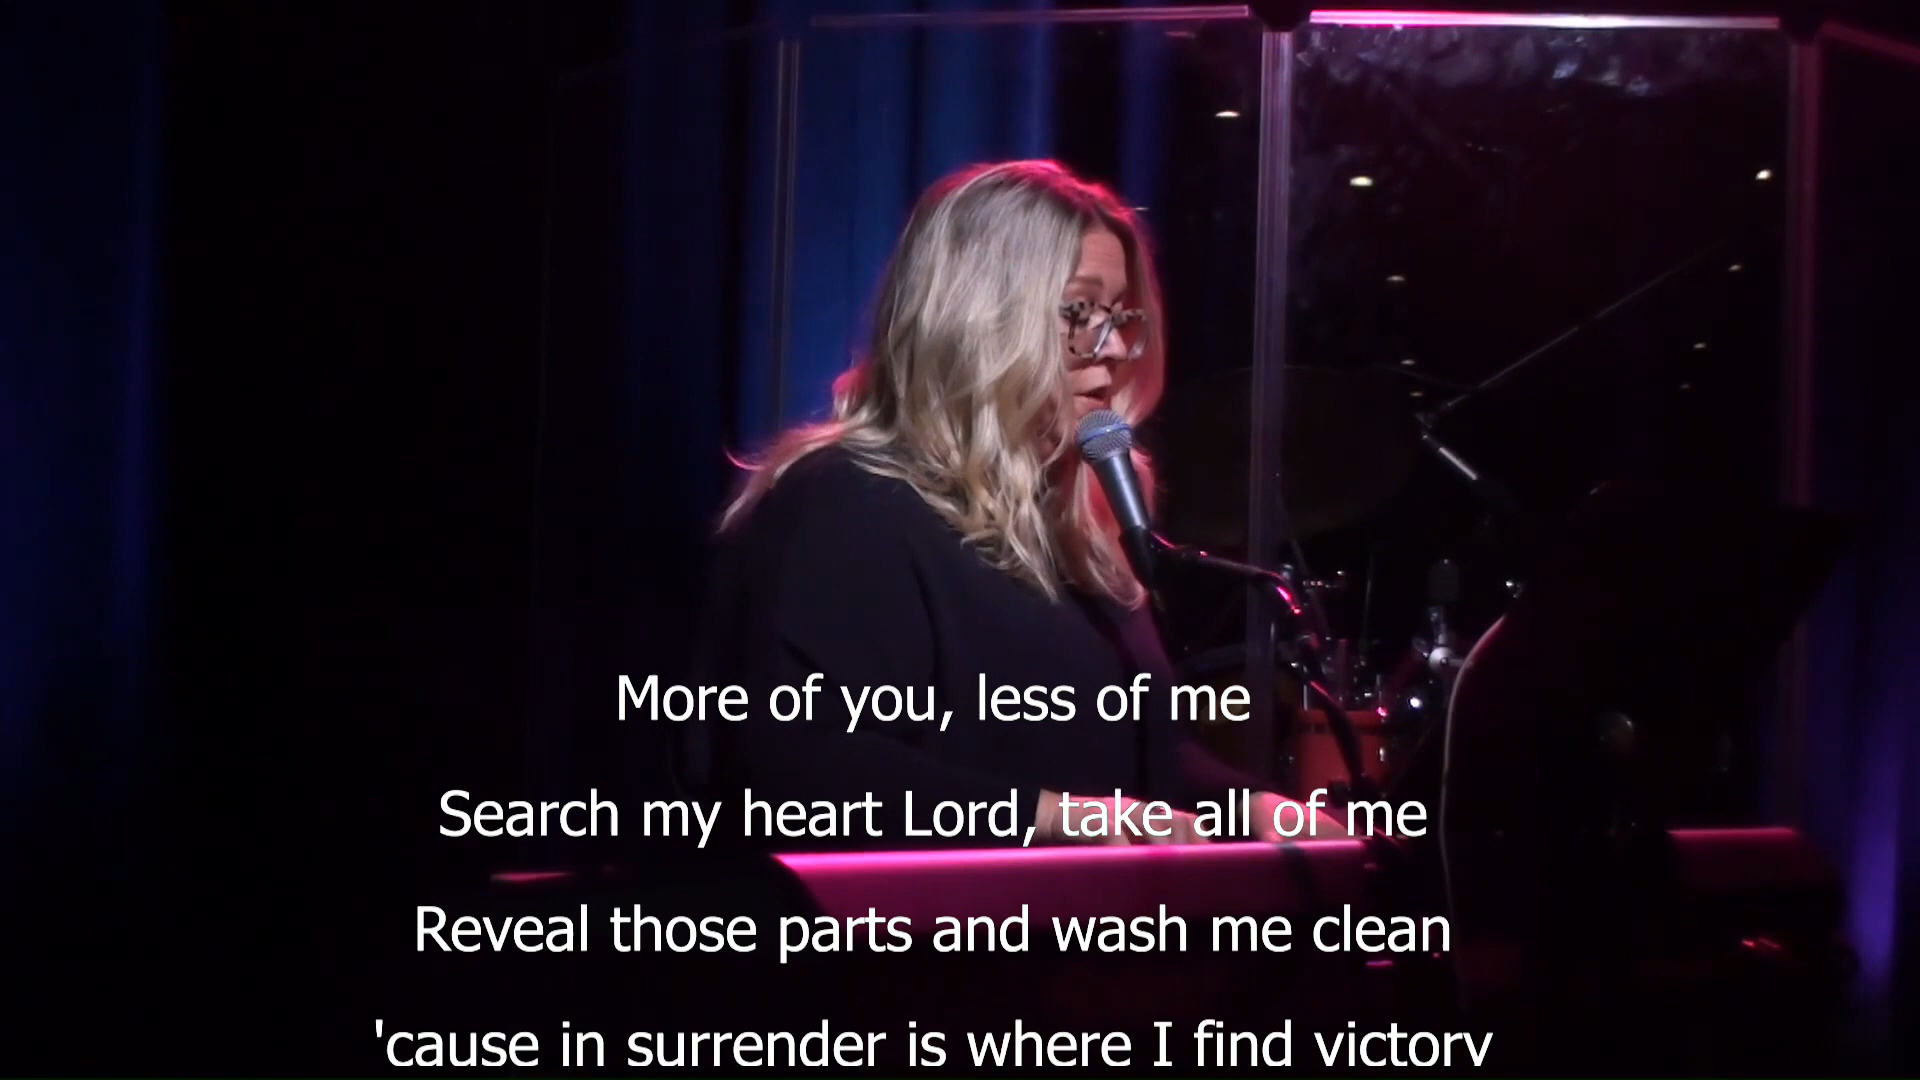 More of you, less of me
Search my heart Lord, take all of me
Reveal those parts and wash me clean
'cause in surrender is where I find victory